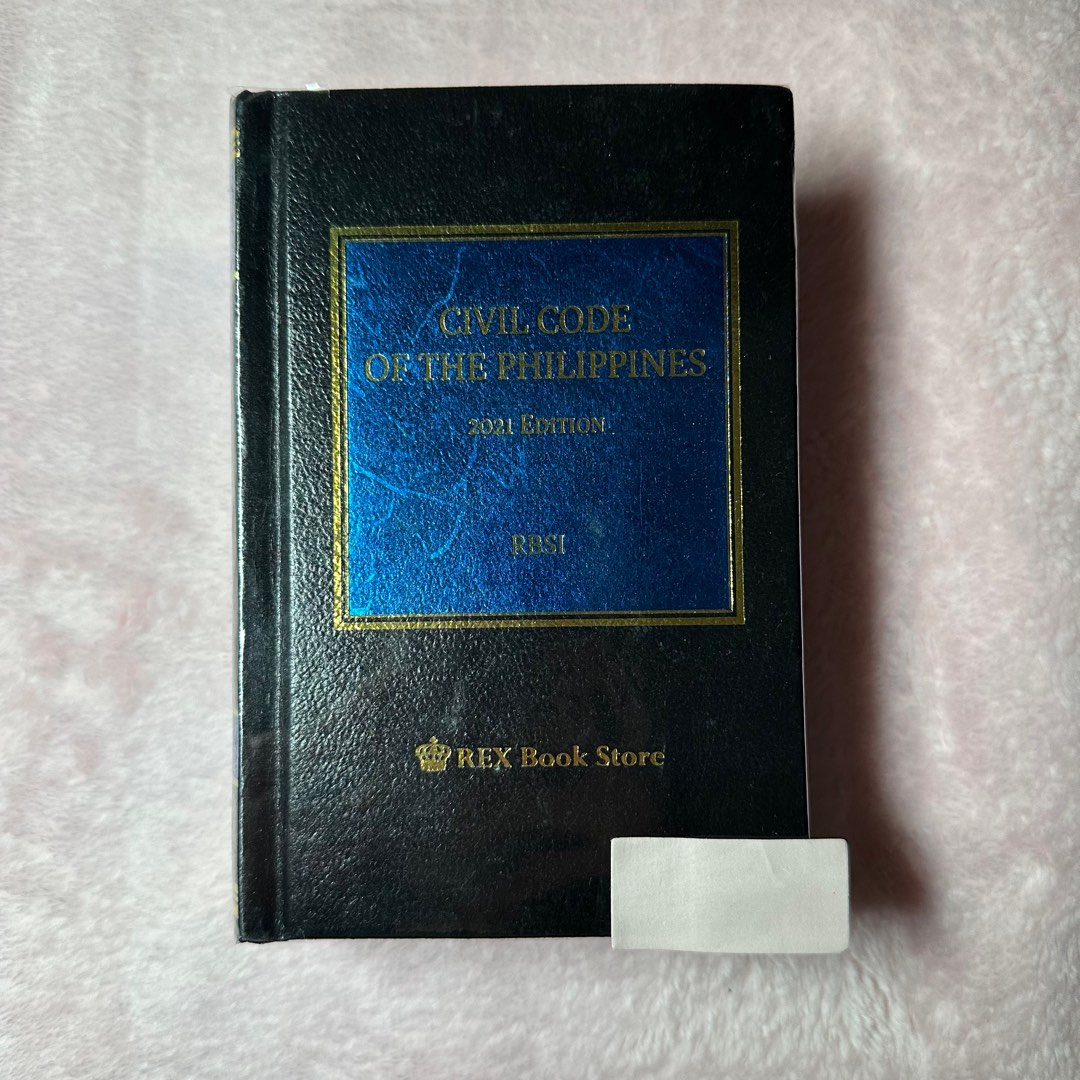 CIVIL CODE
OF THE PHILIPPINES
2021 EDITION
RBSI
REX Book Store